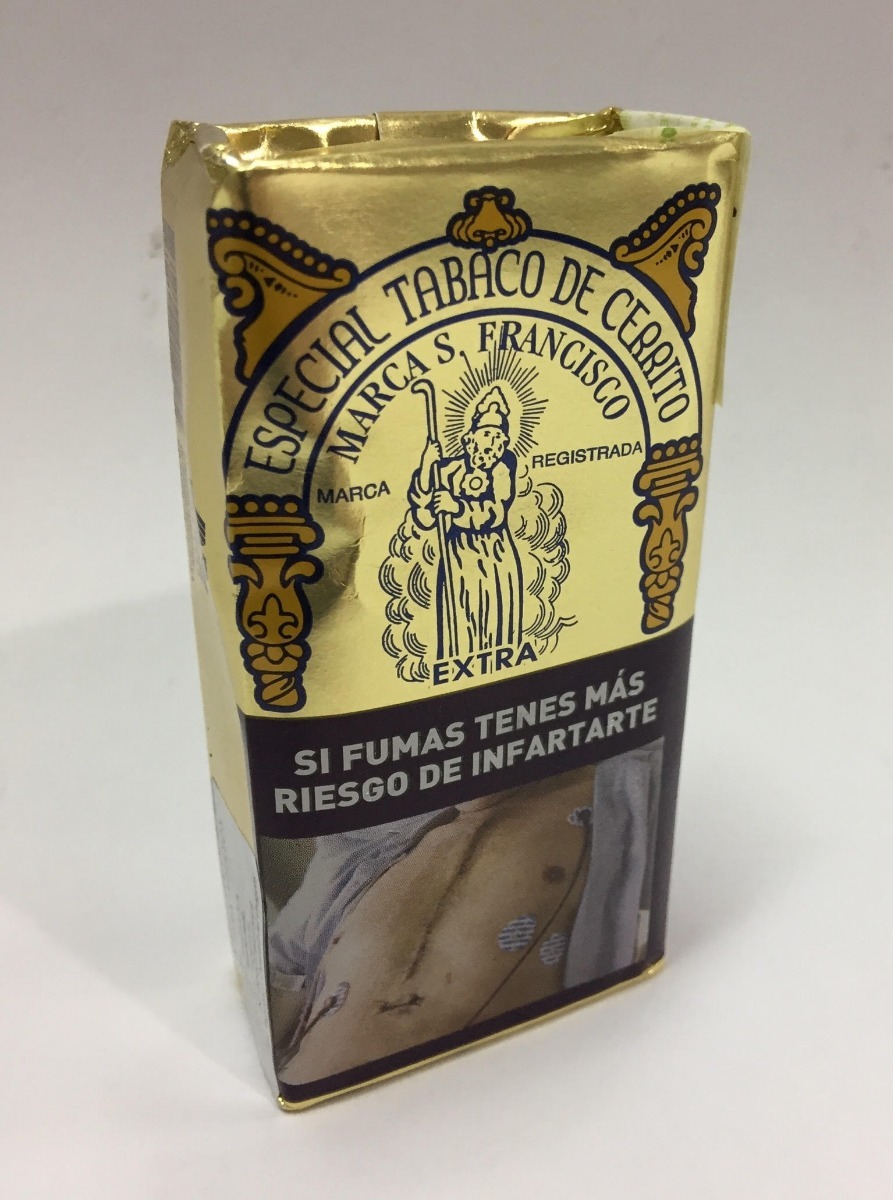 ESPECIAL TABACO DE CERRITO
MARCA S. FRANCISCO
MARCA REGISTRADA
EXTRA
SI FUMAS TENES MÁS
RIESGO DE INFARTARTE